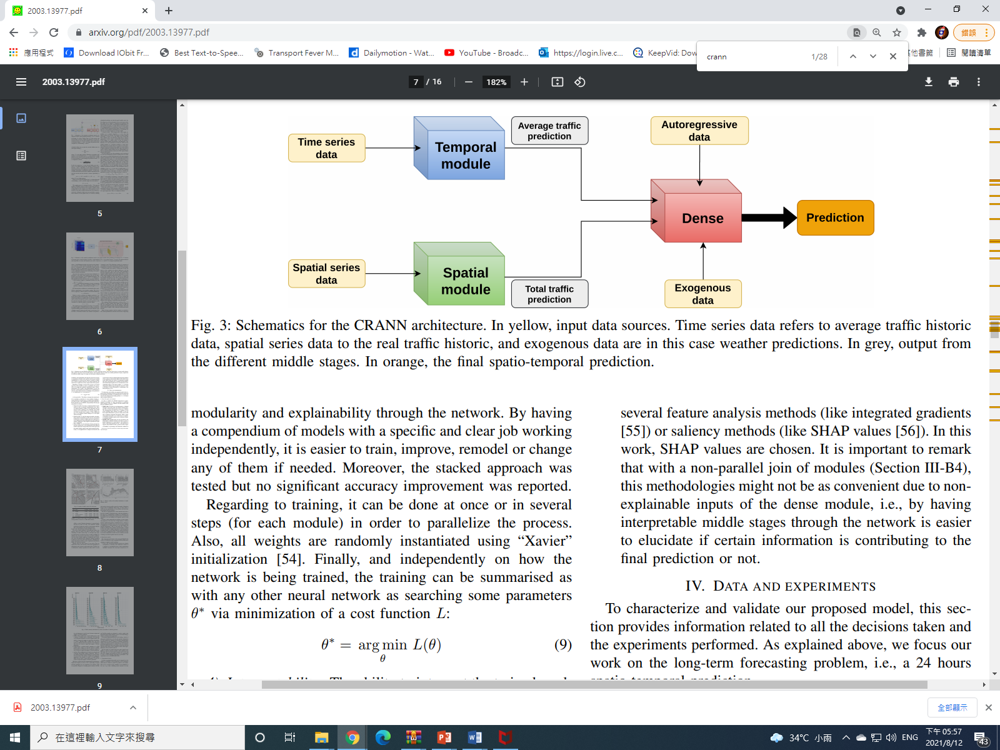 2003.13977.pdf
arxiv.org/pdf/2003.13977.pdf
錯誤
應用程式
Download IObit Fr...
Best Text-to-Spee...
Transport Fever M...
Dailymotion - Wat...
YouTube - Broadc...
https://login.live.c...
KeepVid: Dow
其他書籤
閱讀清單
crann
1/28
2003.13977.pdf
7 / 16
182%
5
6
7
8
9
Time series
data
Temporal
module
Average traffic
prediction
Autoregressive
data
Dense
Prediction
Spatial series
data
Spatial
module
Total traffic
prediction
Exogenous
data
Fig. 3: Schematics for the CRANN architecture. In yellow, input data sources. Time series data refers to average traffic historic
data, spatial series data to the real traffic historic, and exogenous data are in this case weather predictions. In grey, output from
the different middle stages. In orange, the final spatio-temporal prediction.
modularity and explainability through the network. By having
a compendium of models with a specific and clear job working
independently, it is easier to train, improve, remodel or change
any of them if needed. Moreover, the stacked approach was
tested but no significant accuracy improvement was reported.
Regarding to training, it can be done at once or in several
steps (for each module) in order to parallelize the process.
Also, all weights are randomly instantiated using “Xavier”
initialization [54]. Finally, and independently on how the
network is being trained, the training can be summarised as
with any other neural network as searching some parameters
θ* via minimization of a cost function L:
θ* = arg min L(θ) (9)
θ
several feature analysis methods (like integrated gradients
[55]) or saliency methods (like SHAP values [56]). In this
work, SHAP values are chosen. It is important to remark
that with a non-parallel join of modules (Section III-B4),
this methodologies might not be as convenient due to non-
explainable inputs of the dense module, i.e., by having
interpretable middle stages through the network is easier
to elucidate if certain information is contributing to the
final prediction or not.
IV. DATA AND EXPERIMENTS
To characterize and validate our proposed model, this sec-
tion provides information related to all the decisions taken and
the experiments performed. As explained above, we focus our
work on the long-term forecasting problem, i.e., a 24 hours
spatio-temporal prediction.
2003.13977.pdf
全部顯示
在這裡輸入文字來搜尋
34°C 小雨
ENG
下午 05:57
2021/8/12
43